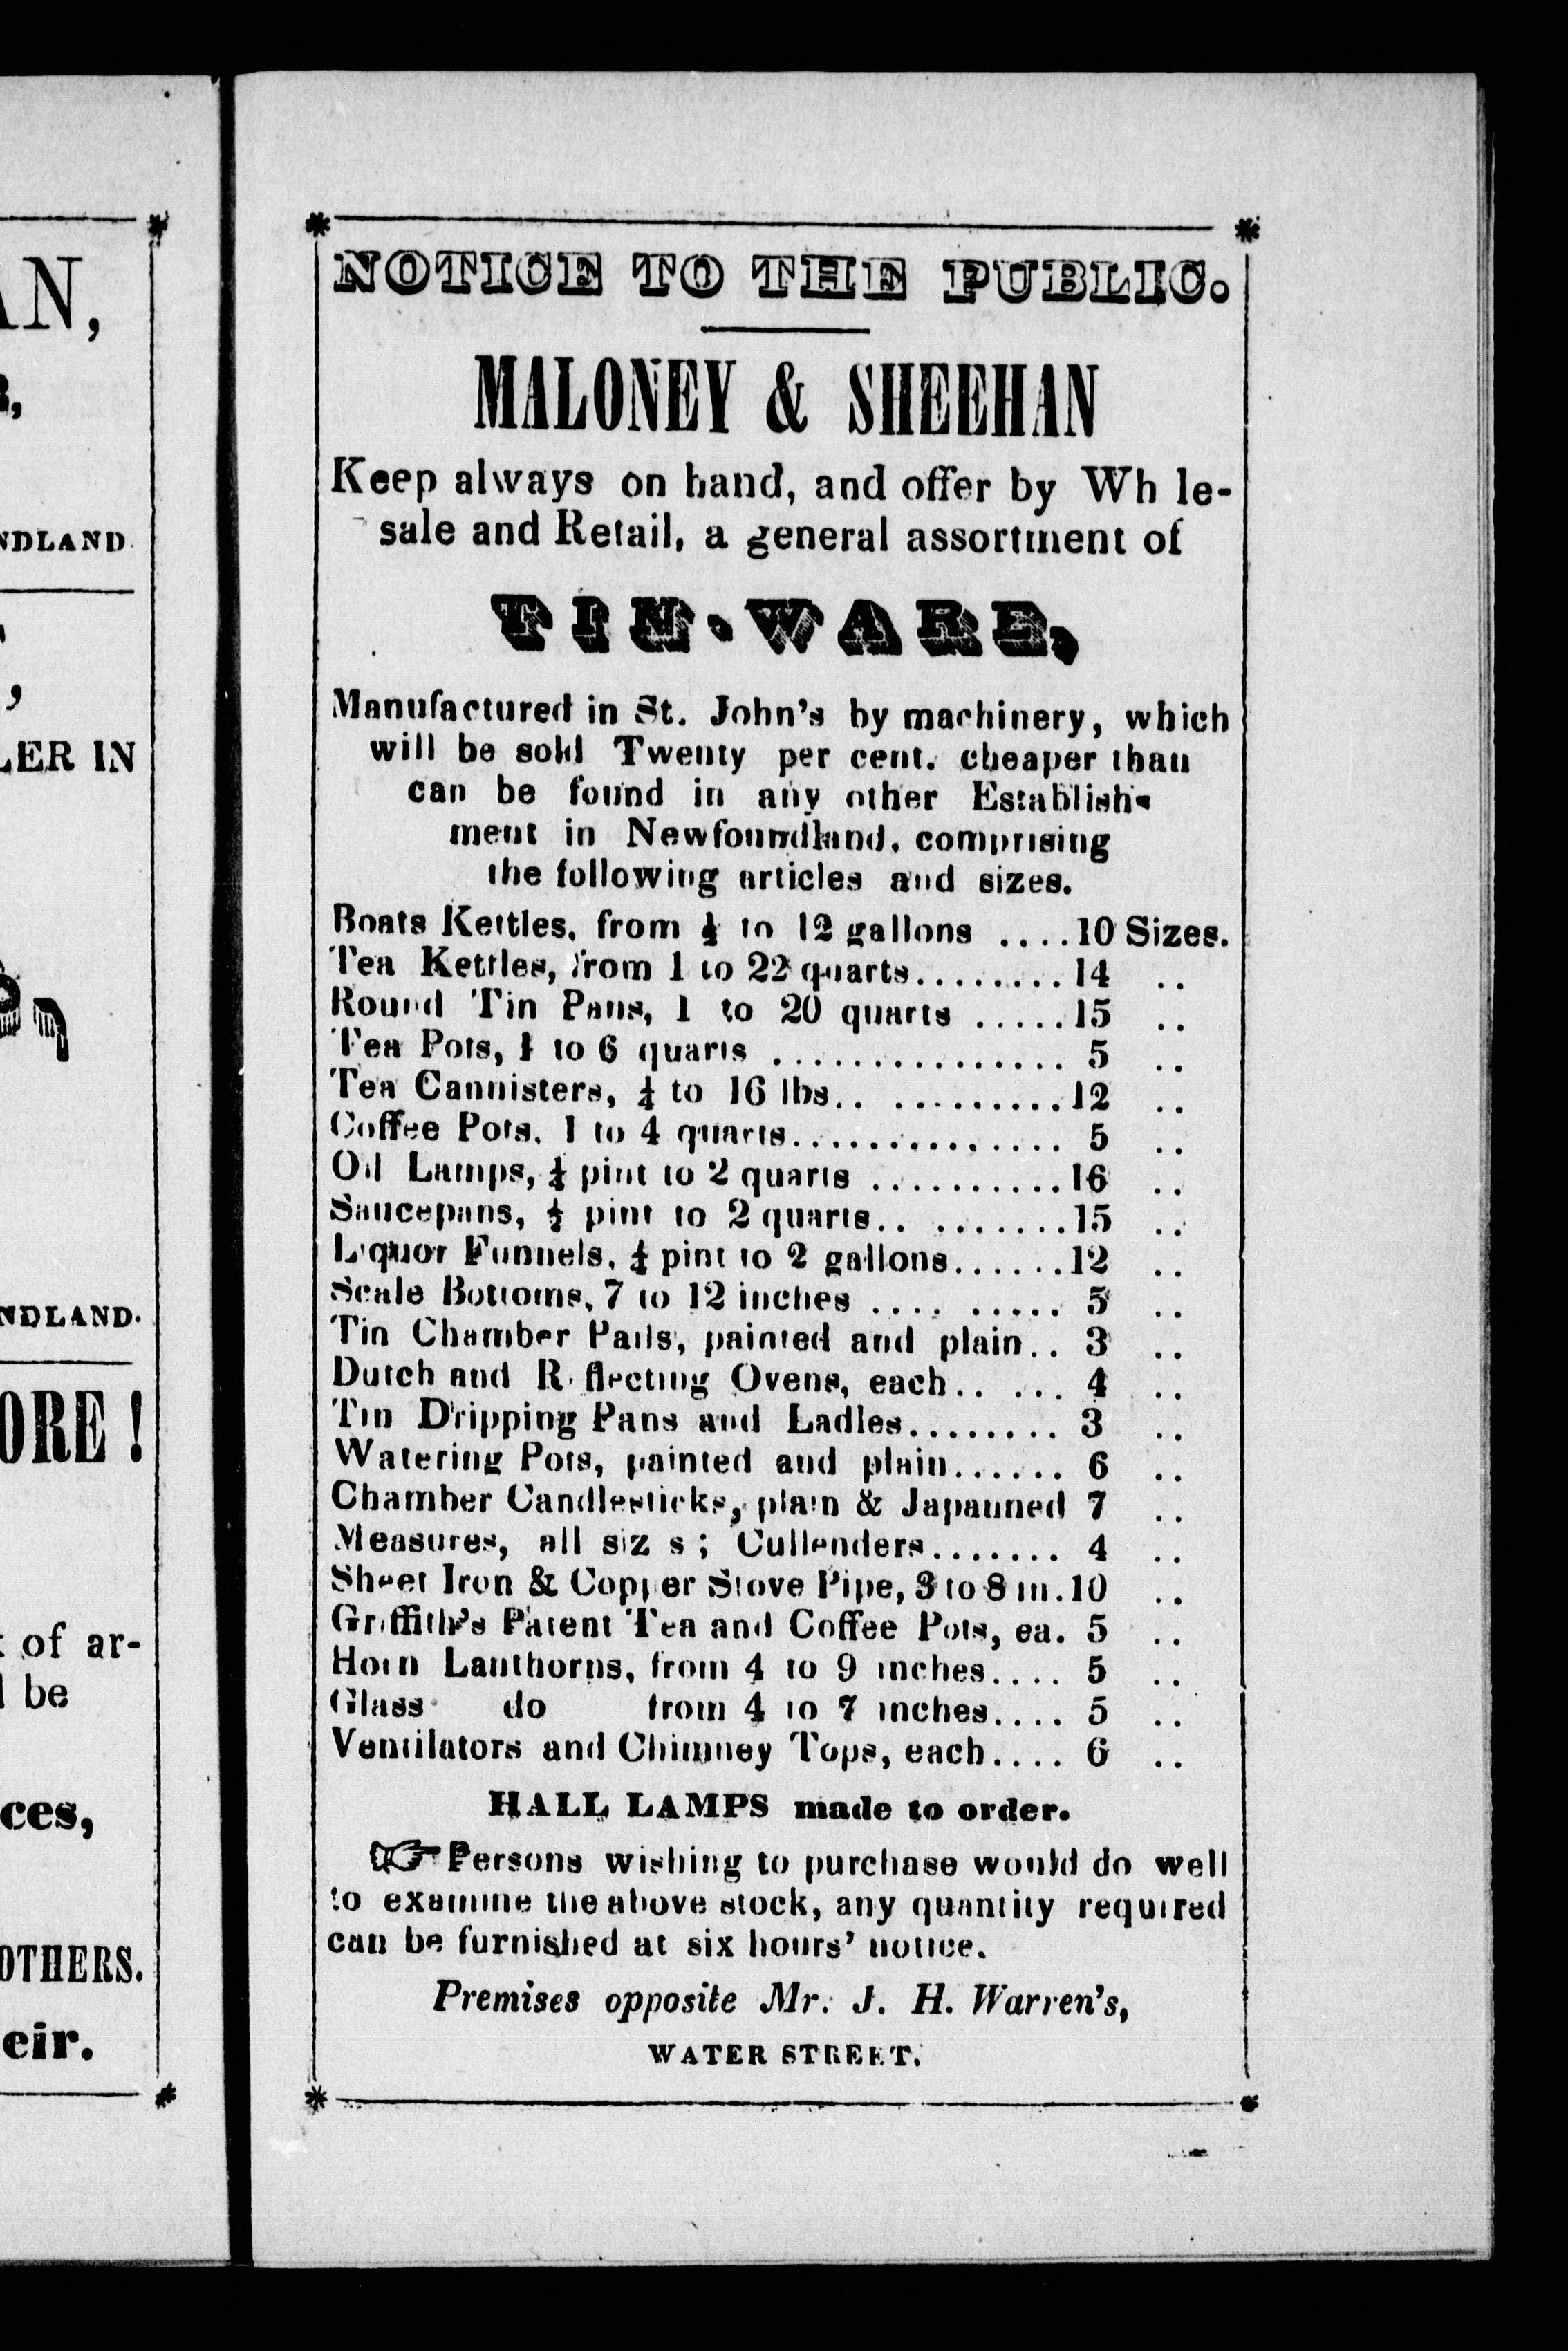 AN,
NDLAND
,
LER IN
NDLAND.
ORE!
of ar-
be
ces,
OTHERS.
eir.
NOTICE TO THE PUBLIC.
MALONEY & SHEEHAN
Keep always on hand, and offer by Wh le-
sale and Retail, a general assortment of
TIN-WARE,
Manufactured in St. John's by machinery, which
will be sold Twenty per cent. cheaper than
can be found in any other Establish-
ment in Newfoundland, comprising
the following articles and sizes.
Boats Kettles, from ½ to 12 gallons ....10 Sizes.
Tea Kettles, from 1 to 22 quarts.........14 ..
Round Tin Pans, 1 to 20 quarts .....15 ..
Tea Pots, to 6 quarts ................ 5 ..
Tea Cannisters, ¼ to 16 lbs.. ..........12 ..
Coffee Pots, 1 to 4 quarts............... 5 ..
Oil Lamps, ¼ pint to 2 quarts ..........16 ..
Saucepans, ½ pint to 2 quarts.. ........15 ..
Liquor Funnels, ¼ pint to 2 gallons......12 ..
Scale Bottoms, 7 to 12 inches .... ..... 5 ..
Tin Chamber Pails, painted and plain.. 3 ..
Dutch and R flecting Ovens, each.. ... 4 ..
Tin Dripping Pans and Ladles........ 3 ..
Watering Pots, painted and plain...... 6 ..
Chamber Candlesticks, plain & Japanned 7 ..
Measures, all siz s; Cullenders....... 4 ..
Sheet Iron & Copper Stove Pipe, 3 to 8 in.10 ..
Griffith's Patent Tea and Coffee Pots, ea. 5 ..
Horn Lanthorns, from 4 to 9 inches.... 5 ..
Glass do from 4 to 7 inches.... 5 ..
Ventilators and Chimney Tops, each.... 6 ..
HALL LAMPS made to order.
☞ Persons wishing to purchase would do well
to examine the above stock, any quantity required
can be furnished at six hours' notice.
Premises opposite Mr. J. H. Warren's,
WATER STREET.